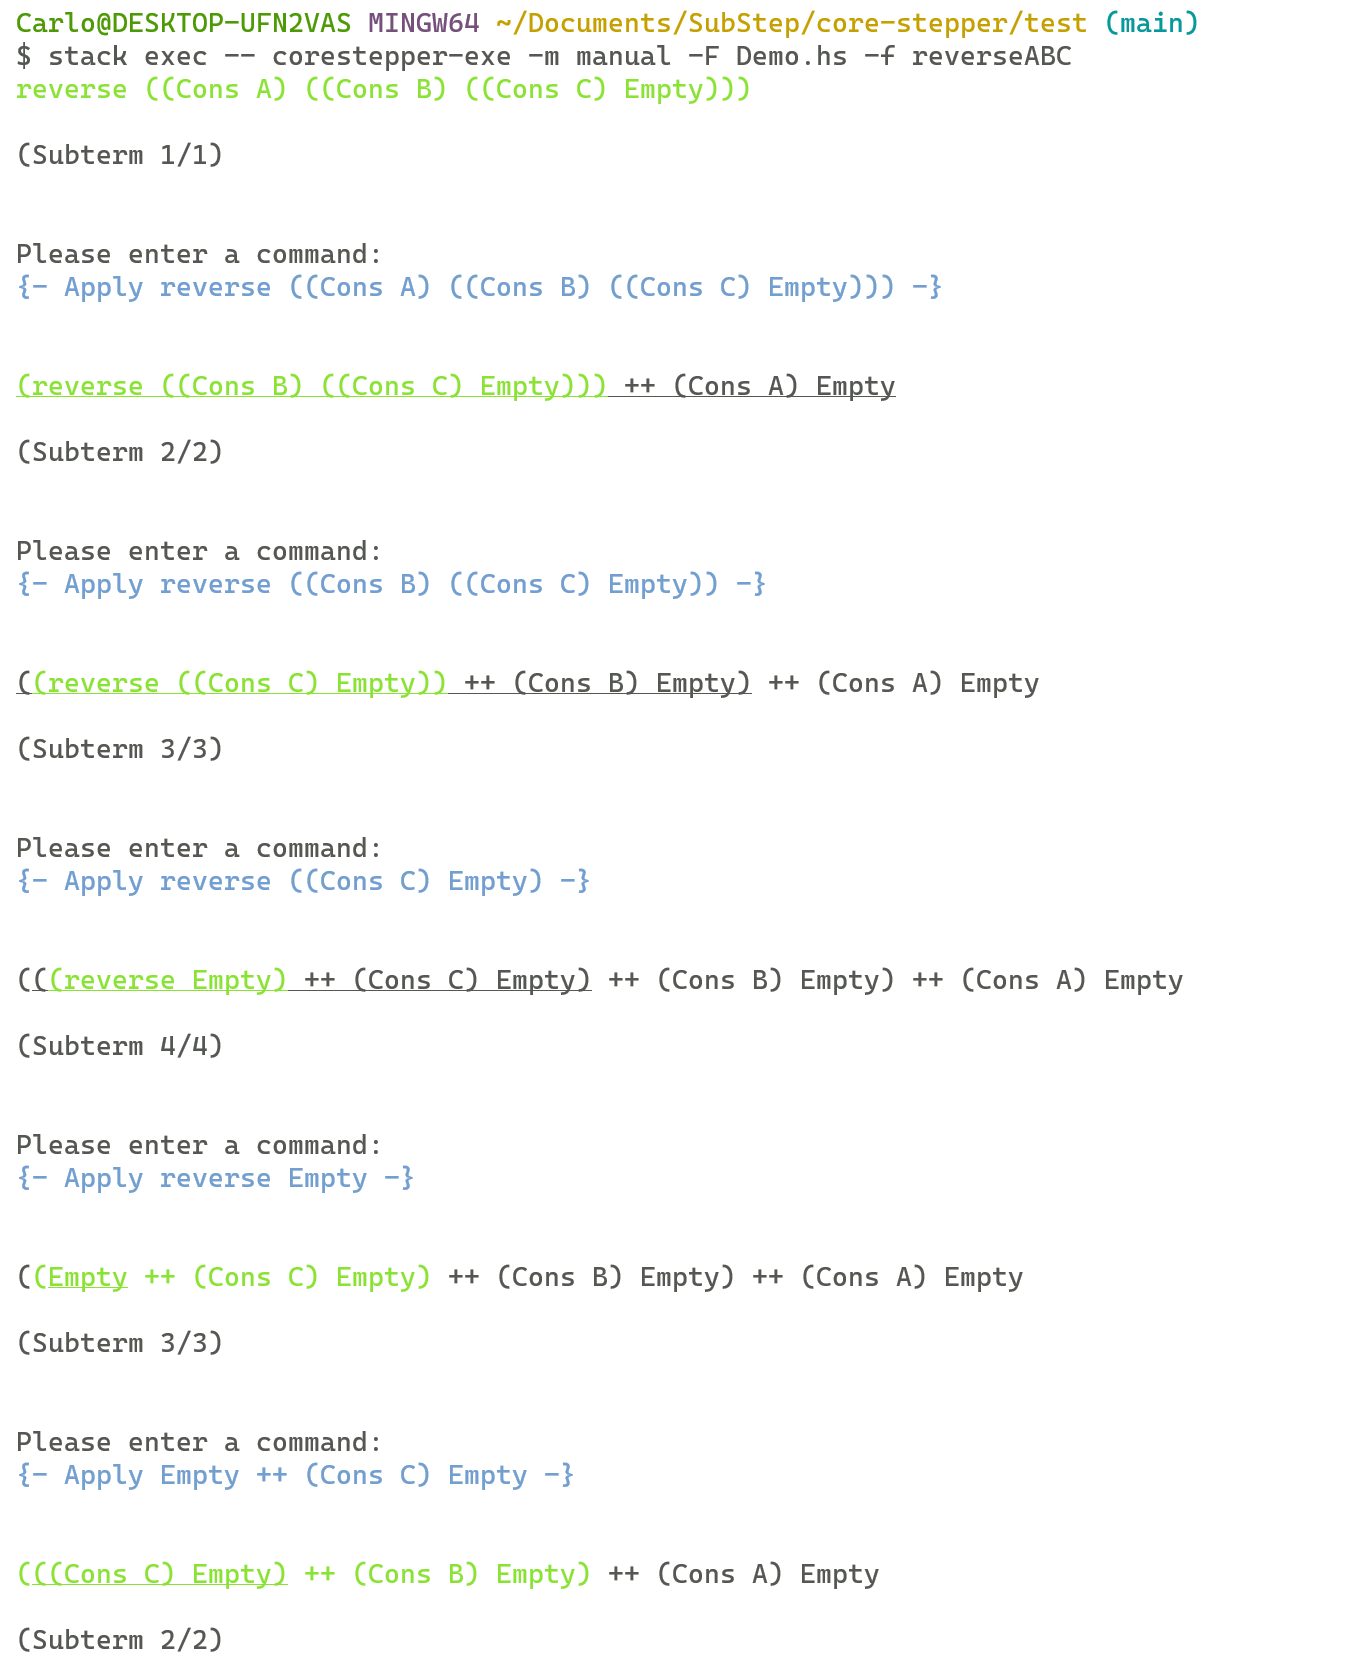 Carlo@DESKTOP-UFN2VAS MINGW64 ~/Documents/SubStep/core-stepper/test (main)
$ stack exec -- corestepper-exe -m manual -F Demo.hs -f reverseABC
reverse ((Cons A) ((Cons B) ((Cons C) Empty)))
(Subterm 1/1)
Please enter a command:
{- Apply reverse ((Cons A) ((Cons B) ((Cons C) Empty))) -}
(reverse ((Cons B) ((Cons C) Empty))) ++ (Cons A) Empty
(Subterm 2/2)
Please enter a command:
{- Apply reverse ((Cons B) ((Cons C) Empty)) -}
((reverse ((Cons C) Empty)) ++ (Cons B) Empty) ++ (Cons A) Empty
(Subterm 3/3)
Please enter a command:
{- Apply reverse ((Cons C) Empty) -}
(((reverse Empty) ++ (Cons C) Empty) ++ (Cons B) Empty) ++ (Cons A) Empty
(Subterm 4/4)
Please enter a command:
{- Apply reverse Empty -}
((Empty ++ (Cons C) Empty) ++ (Cons B) Empty) ++ (Cons A) Empty
(Subterm 3/3)
Please enter a command:
{- Apply Empty ++ (Cons C) Empty -}
(((Cons C) Empty) ++ (Cons B) Empty) ++ (Cons A) Empty
(Subterm 2/2)